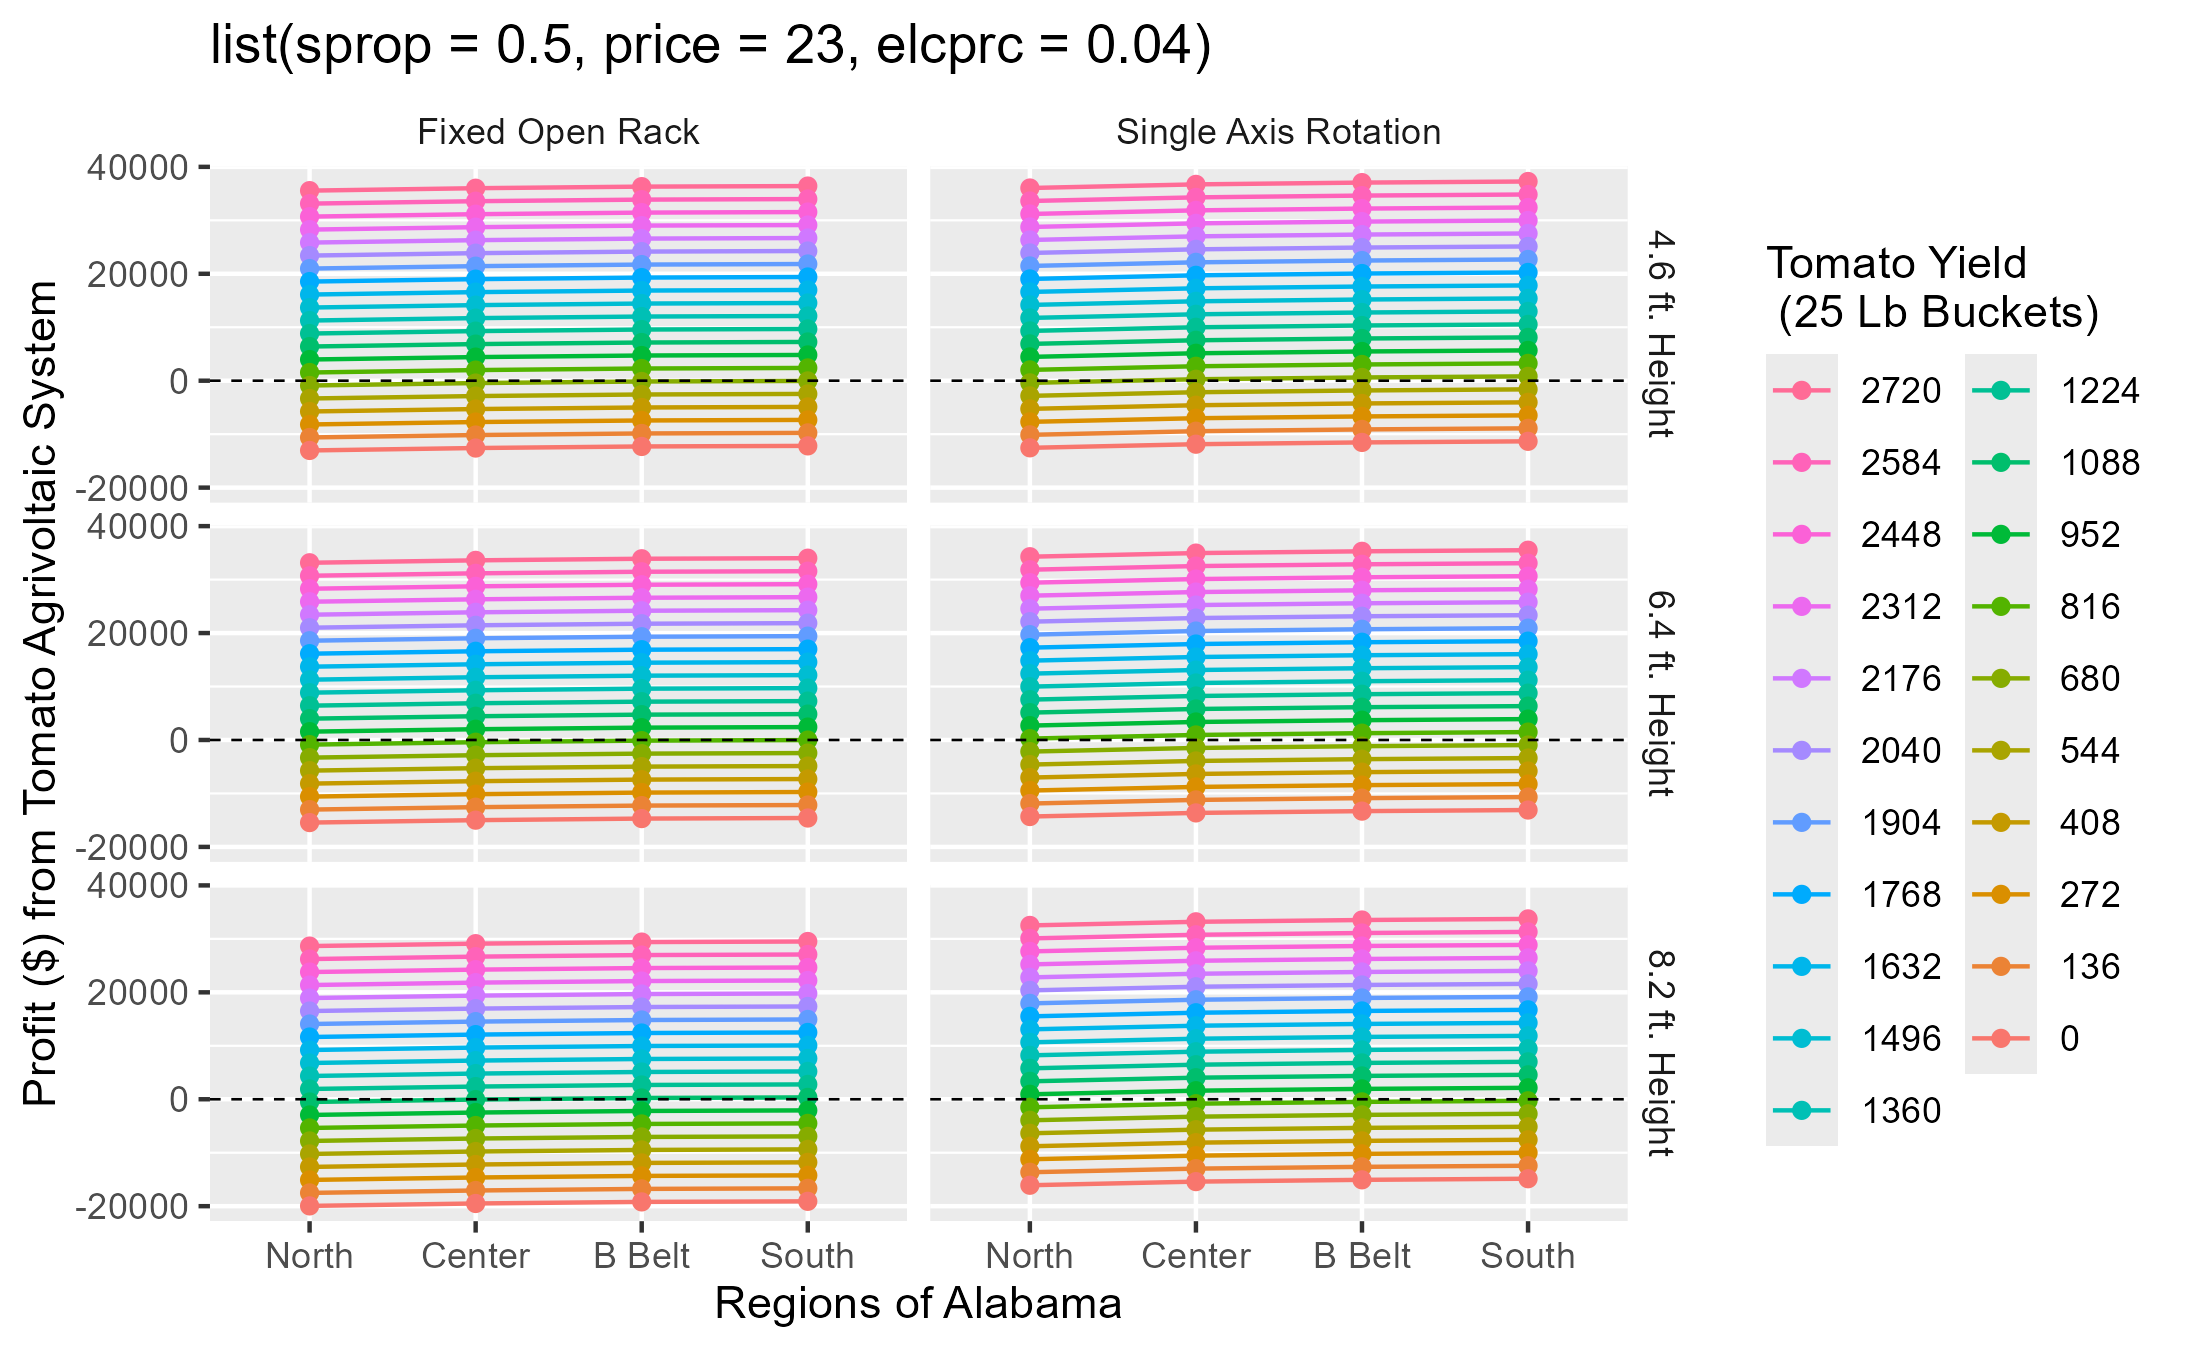 list(sprop = 0.5, price = 23, elcprc = 0.04)
Fixed Open Rack
Single Axis Rotation
Profit ($) from Tomato Agrivoltaic System
40000
20000
0
-20000
4.6 ft. Height
40000
20000
0
-20000
6.4 ft. Height
40000
20000
0
-20000
8.2 ft. Height
North Center B Belt South
North Center B Belt South
Regions of Alabama
Tomato Yield
(25 Lb Buckets)
2720
2584
2448
2312
2176
2040
1904
1768
1632
1496
1360
1224
1088
952
816
680
544
408
272
136
0